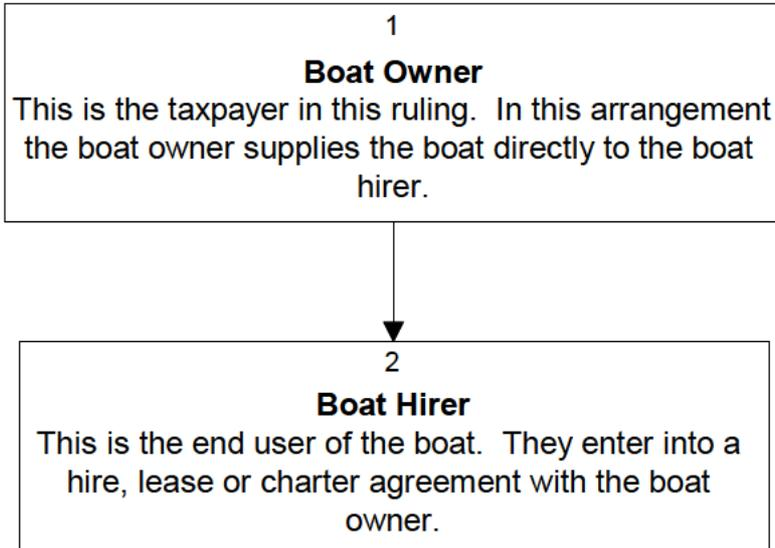 1
Boat Owner
This is the taxpayer in this ruling.  In this arrangement
the boat owner supplies the boat directly to the boat
hirer.
2
Boat Hirer
This is the end user of the boat.  They enter into a
hire, lease or charter agreement with the boat
owner.